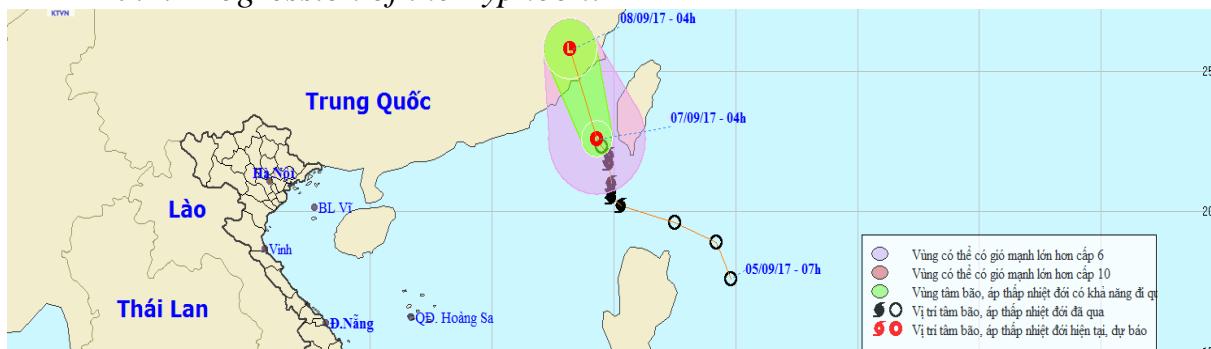 KTVN
08/09/17 - 04h
25
Trung Quốc
07/09/17 - 04h
Hà Nội
Lào
BL Vĩ
20
Vinh
05/09/17 - 07h
Vùng có thể có gió mạnh lớn hơn cấp 6
Vùng có thể có gió mạnh lớn hơn cấp 10
Vùng tâm bão, áp thấp nhiệt đới có khả năng đi qu
Thái Lan
QĐ. Hoàng Sa
Đ.Nẵng
Vị trí tâm bão, áp thấp nhiệt đới đã qua
Vị trí tâm bão, áp thấp nhiệt đới hiện tại, dự báo